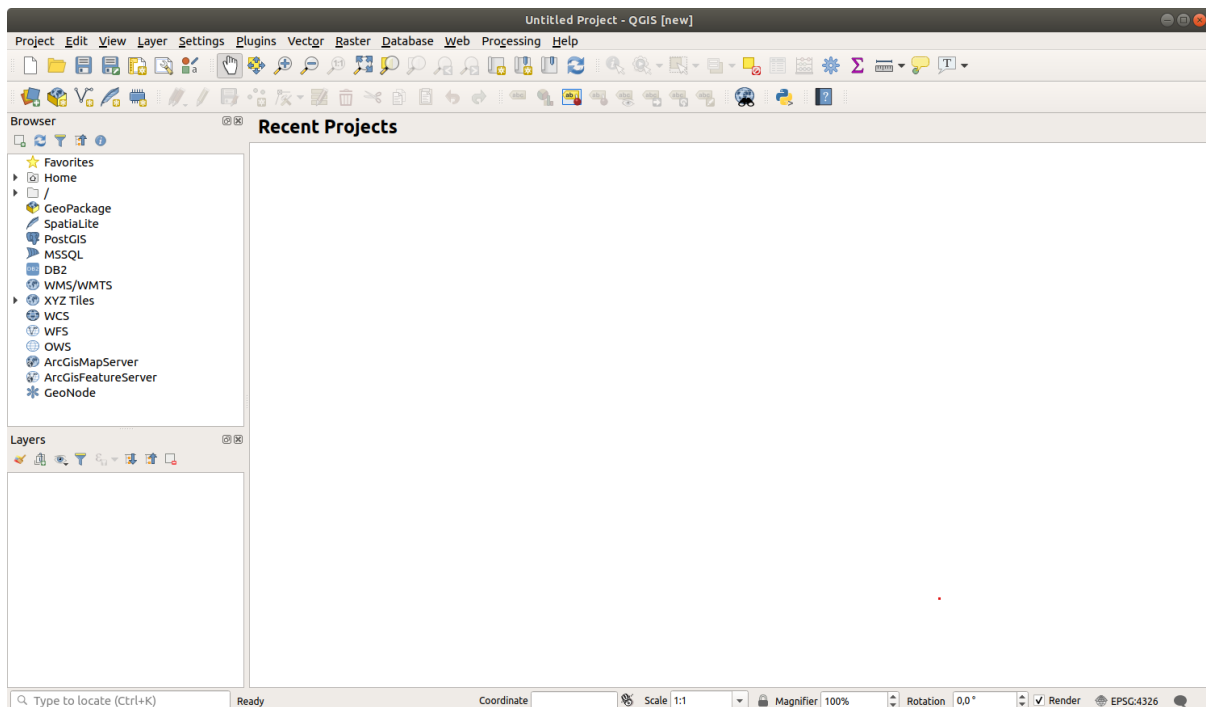 Untitled Project - QGIS [new]
Project Edit View Layer Settings Plugins Vector Raster Database Web Processing Help
Browser
Recent Projects
Favorites
Home
/
GeoPackage
SpatiaLite
PostGIS
MSSQL
DB2
WMS/WMTS
XYZ Tiles
WCS
WFS
OWS
ArcGisMapServer
ArcGisFeatureServer
GeoNode
Layers
Type to locate (Ctrl+K) Ready Coordinate Scale 1:1 Magnifier 100% Rotation 0,0 ° Render EPSG:4326